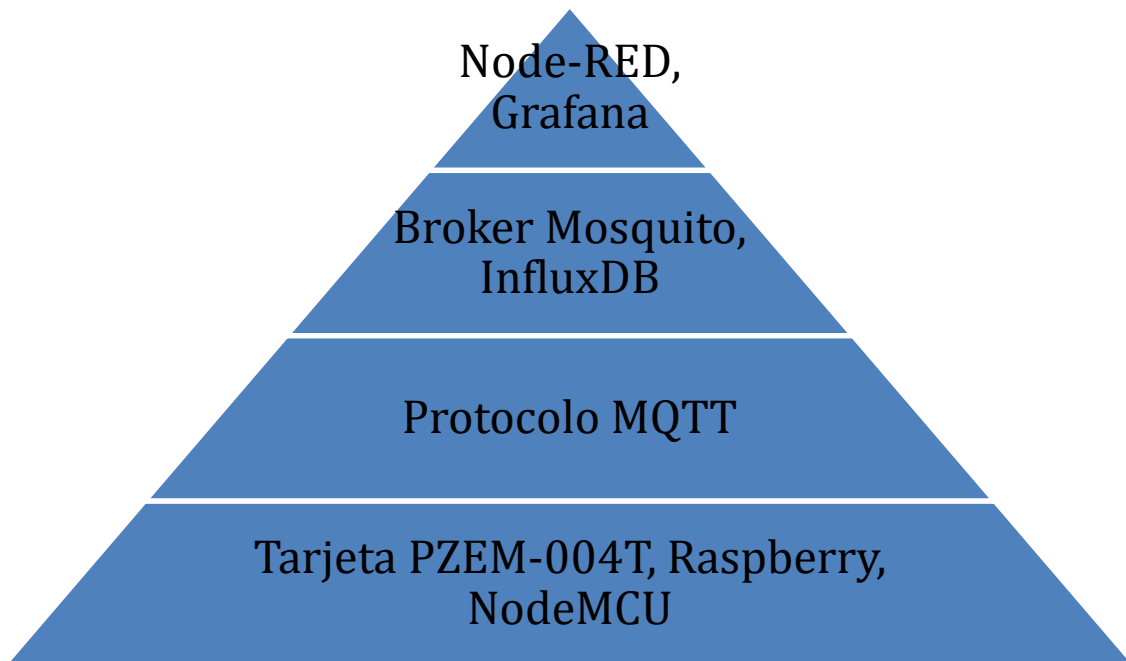 Node-RED,
Grafana
Broker Mosquito,
InfluxDB
Protocolo MQTT
Tarjeta PZEM-004T, Raspberry,
NodeMCU